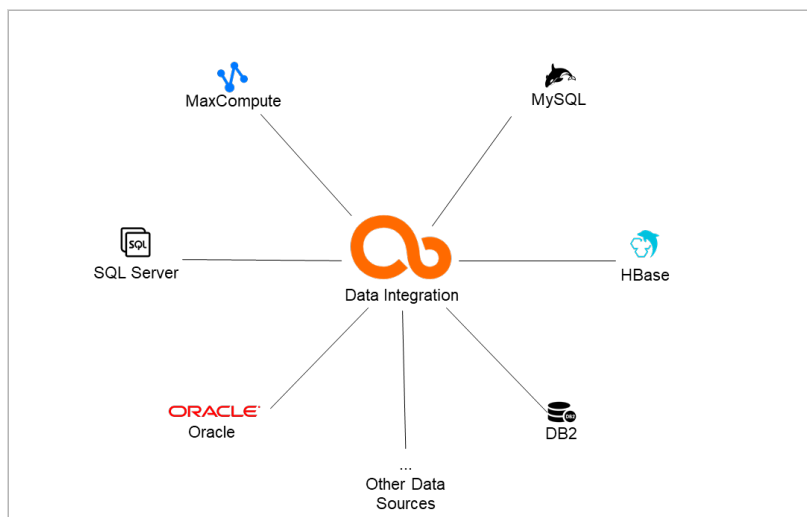 MaxCompute
MySQL
SQL
SQL Server
HBase
Data Integration
ORACLE
Oracle
DB2
DB2
...
Other Data
Sources